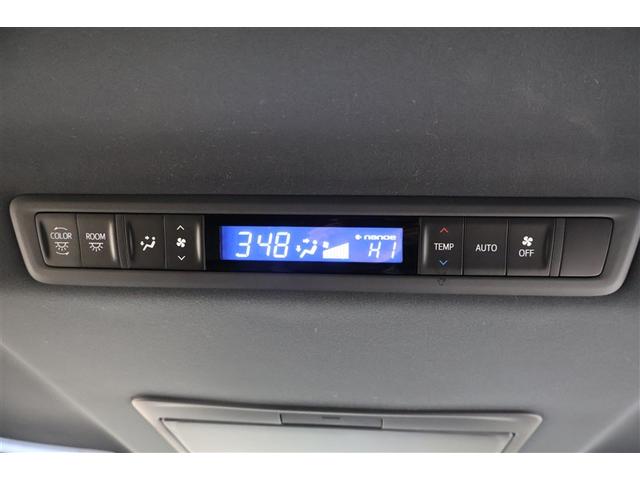 COLOR
ROOM
348
nanoe
HI
TEMP
AUTO
OFF